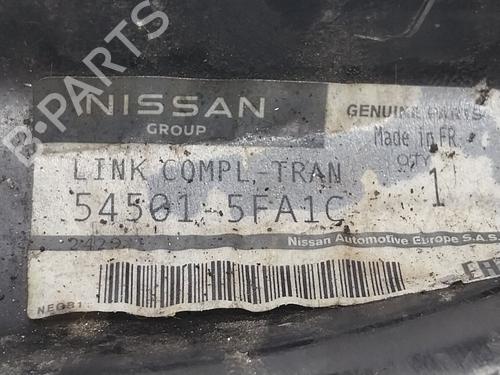 NISSAN
GROUP
GENUINE PARTS
Made in FR.
LINK COMPL-TRAN
QTY
1
54501-5FA1C
Nissan Automotive Europe S.A.S.
B-PARTS